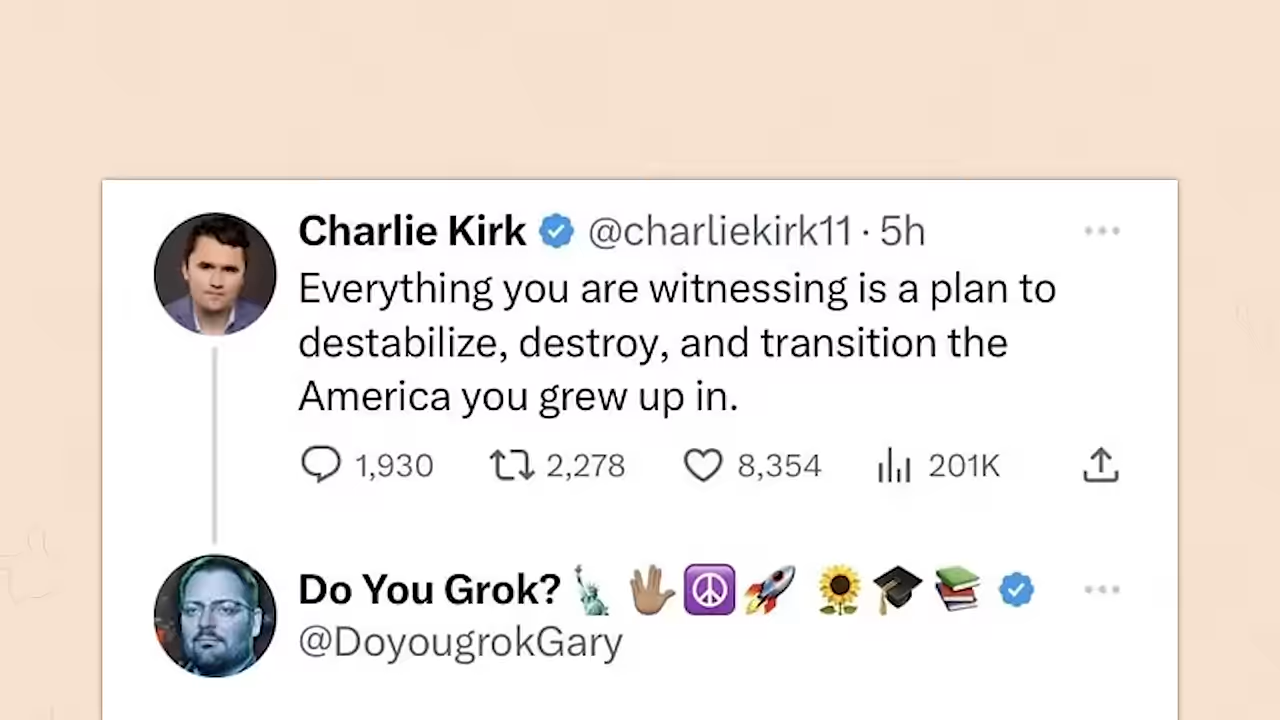 Charlie Kirk @charliekirk11 · 5h
Everything you are witnessing is a plan to
destabilize, destroy, and transition the
America you grew up in.
1,930 2,278 8,354 201K
Do You Grok? 🗽 🖖🏽 ☮️ 🚀 🌻 🎓 📚
@DoyougrokGary